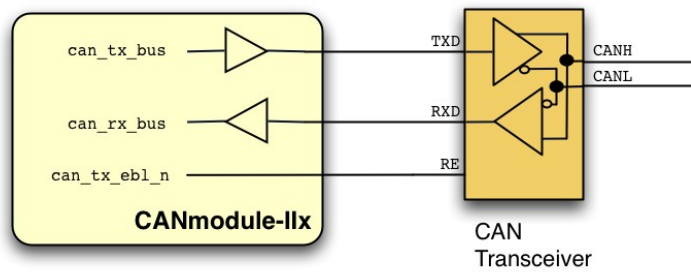 can_tx_bus
TXD
CANH
CANL
can_rx_bus
RXD
can_tx_ebl_n
RE
CANmodule-IIx
CAN
Transceiver